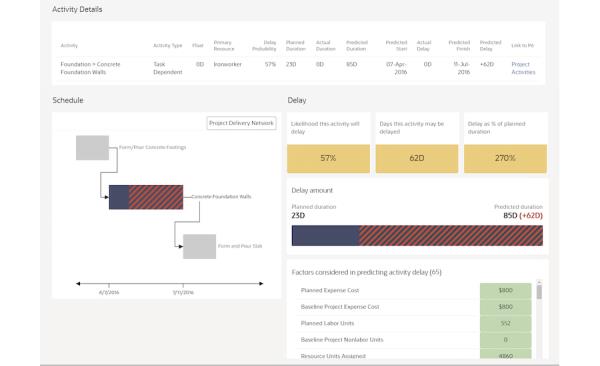 Activity Details
Activity Activity Type Float Primary Resource Delay Probability Planned Duration Actual Duration Predicted Duration Predicted Start Actual Delay Predicted Finish Predicted Delay Link to P6
Foundation > Concrete Foundation Walls Task Dependent 0D Ironworker 57% 23D 0D 85D 07-Apr-2016 0D 11-Jul-2016 +62D Project Activities
Schedule
Project Delivery Network
Form/Pour Concrete Footings
Concrete Foundation Walls
Form and Pour Slab
4/7/2016 7/11/2016
Delay
Likelihood this activity will delay
57%
Days this activity may be delayed
62D
Delay as % of planned duration
270%
Delay amount
Planned duration Predicted duration
23D 85D (+62D)
Factors considered in predicting activity delay (65)
Planned Expense Cost $800
Baseline Project Expense Cost $800
Planned Labor Units 552
Baseline Project Nonlabor Units 0
Resource Units Assigned 4860